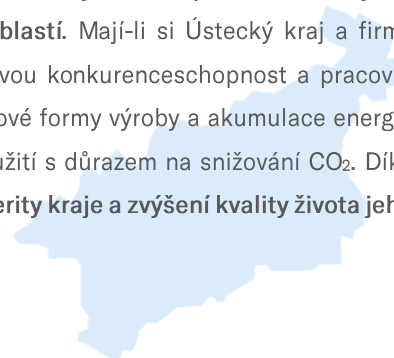 blastí. Mají-li si Ústecký kraj a firm
vou konkurenceschopnost a pracov
ové formy výroby a akumulace energ
užití s důrazem na snižování CO₂. Dík
erity kraje a zvýšení kvality života jeh